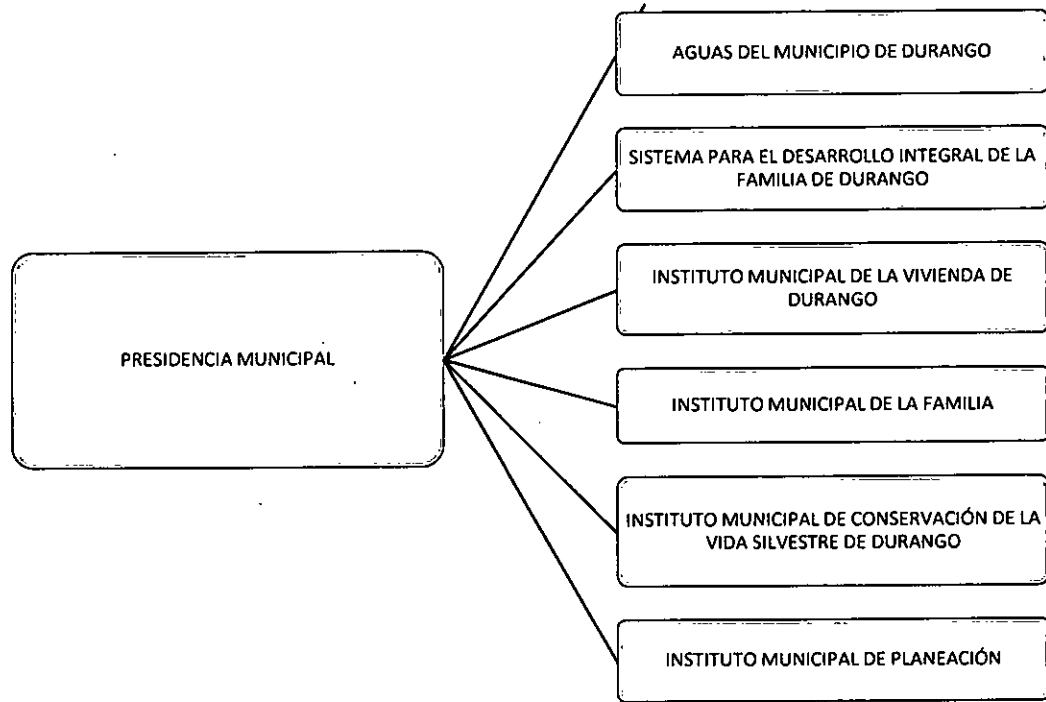 PRESIDENCIA MUNICIPAL
AGUAS DEL MUNICIPIO DE DURANGO
SISTEMA PARA EL DESARROLLO INTEGRAL DE LA
FAMILIA DE DURANGO
INSTITUTO MUNICIPAL DE LA VIVIENDA DE
DURANGO
INSTITUTO MUNICIPAL DE LA FAMILIA
INSTITUTO MUNICIPAL DE CONSERVACIÓN DE LA
VIDA SILVESTRE DE DURANGO
INSTITUTO MUNICIPAL DE PLANEACIÓN